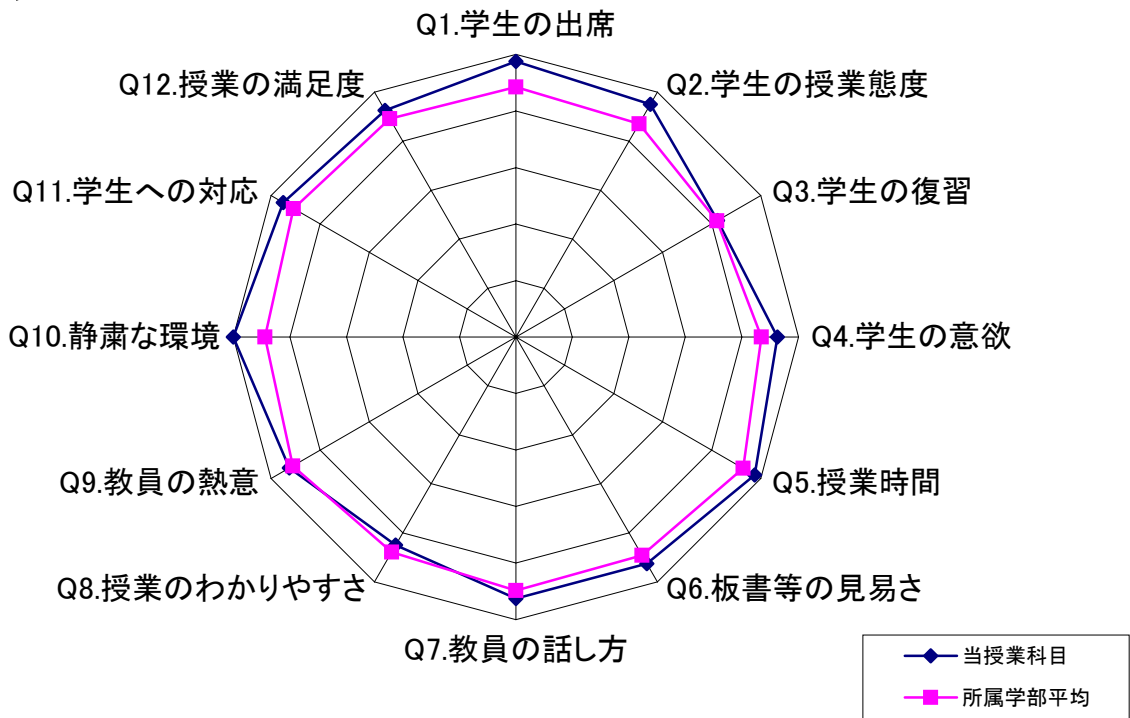 Q1.学生の出席
Q2.学生の授業態度
Q3.学生の復習
Q4.学生の意欲
Q5.授業時間
Q6.板書等の見易さ
Q7.教員の話し方
Q8.授業のわかりやすさ
Q9.教員の熱意
Q10.静粛な環境
Q11.学生への対応
Q12.授業の満足度
当授業科目
所属学部平均